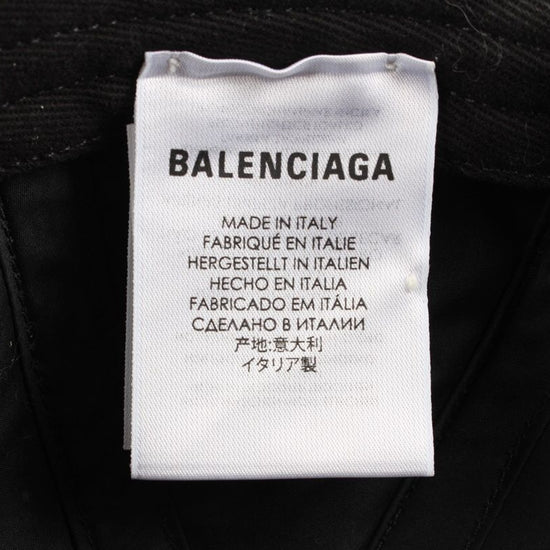 BALENCIAGA
MADE IN ITALY
FABRIQUÉ EN ITALIE
HERGESTELLT IN ITALIEN
HECHO EN ITALIA
FABRICADO EM ITÁLIA
СДЕЛАНО В ИТАЛИИ
产地:意大利
イタリア製